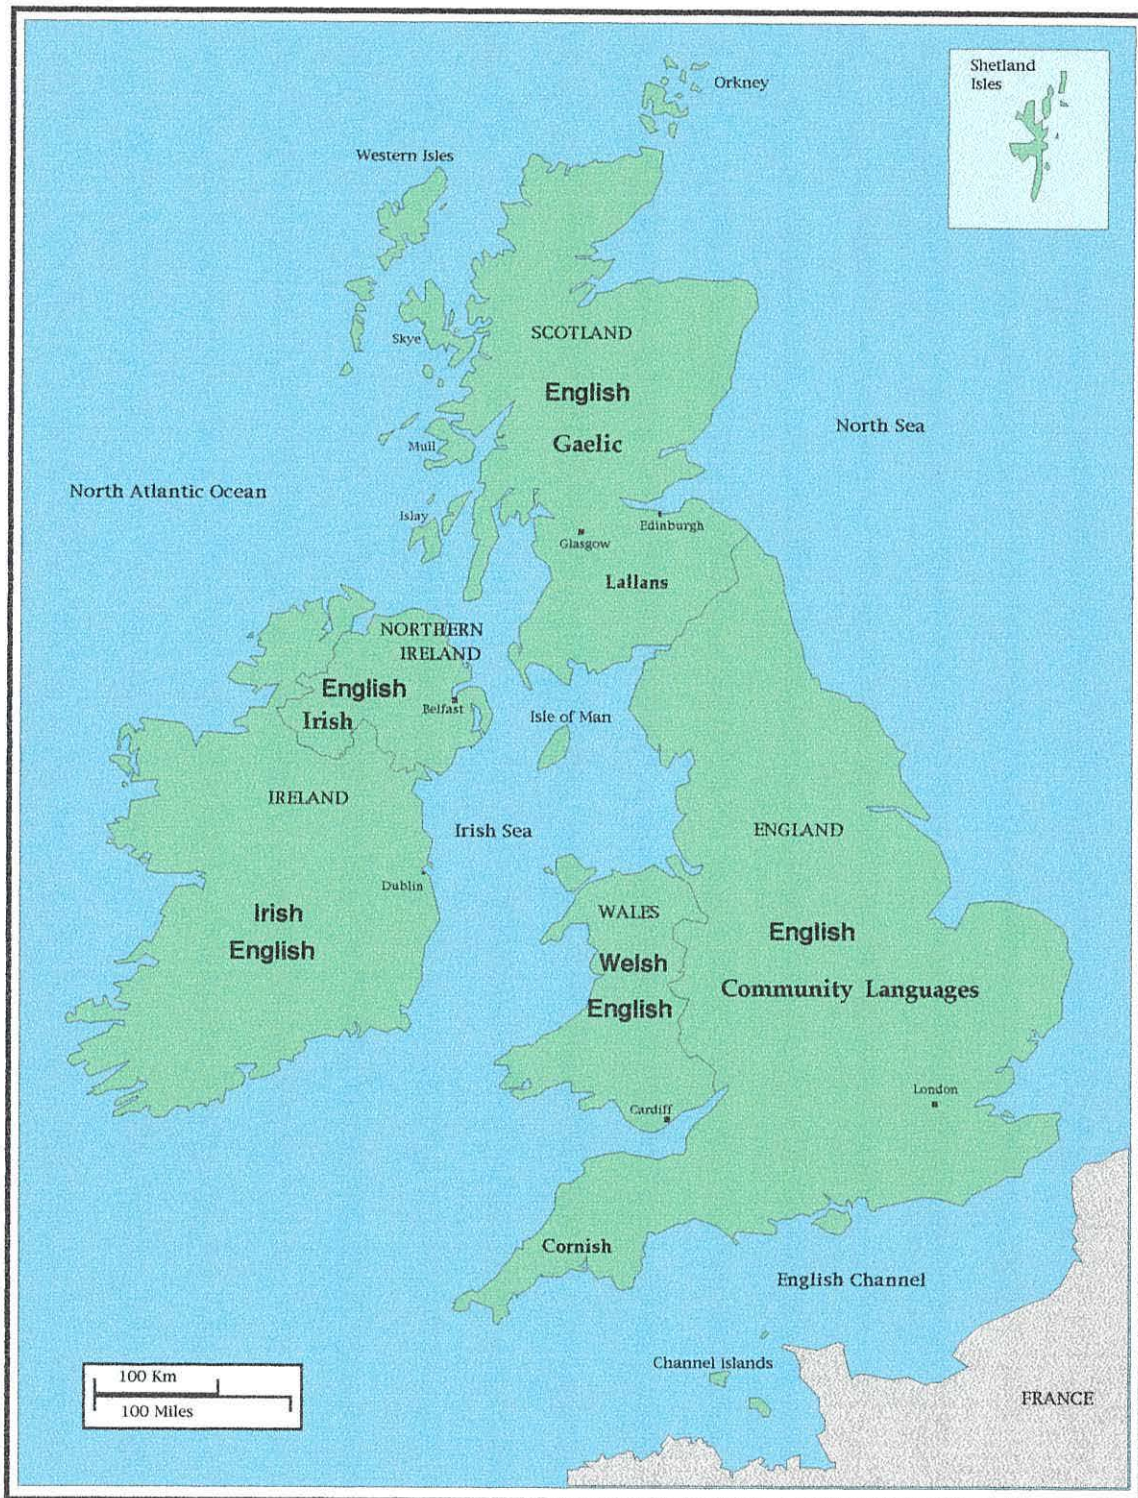 Shetland
Isles
Orkney
Western Isles
SCOTLAND
Skye
English
North Sea
Gaelic
Mull
North Atlantic Ocean
Islay
Edinburgh
Glasgow
Lallans
NORTHERN
IRELAND
English
Belfast
Irish
Isle of Man
IRELAND
Irish Sea
ENGLAND
Dublin
Irish
WALES
English
English
Welsh
Community Languages
English
London
Cardiff
Cornish
English Channel
Channel islands
100 Km
100 Miles
FRANCE